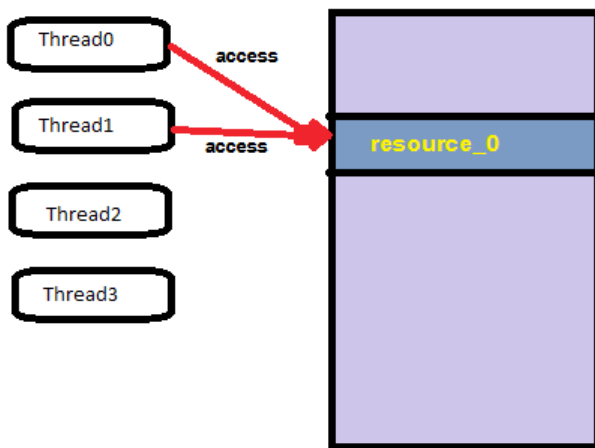 Thread0
access
Thread1
access
resource_0
Thread2
Thread3